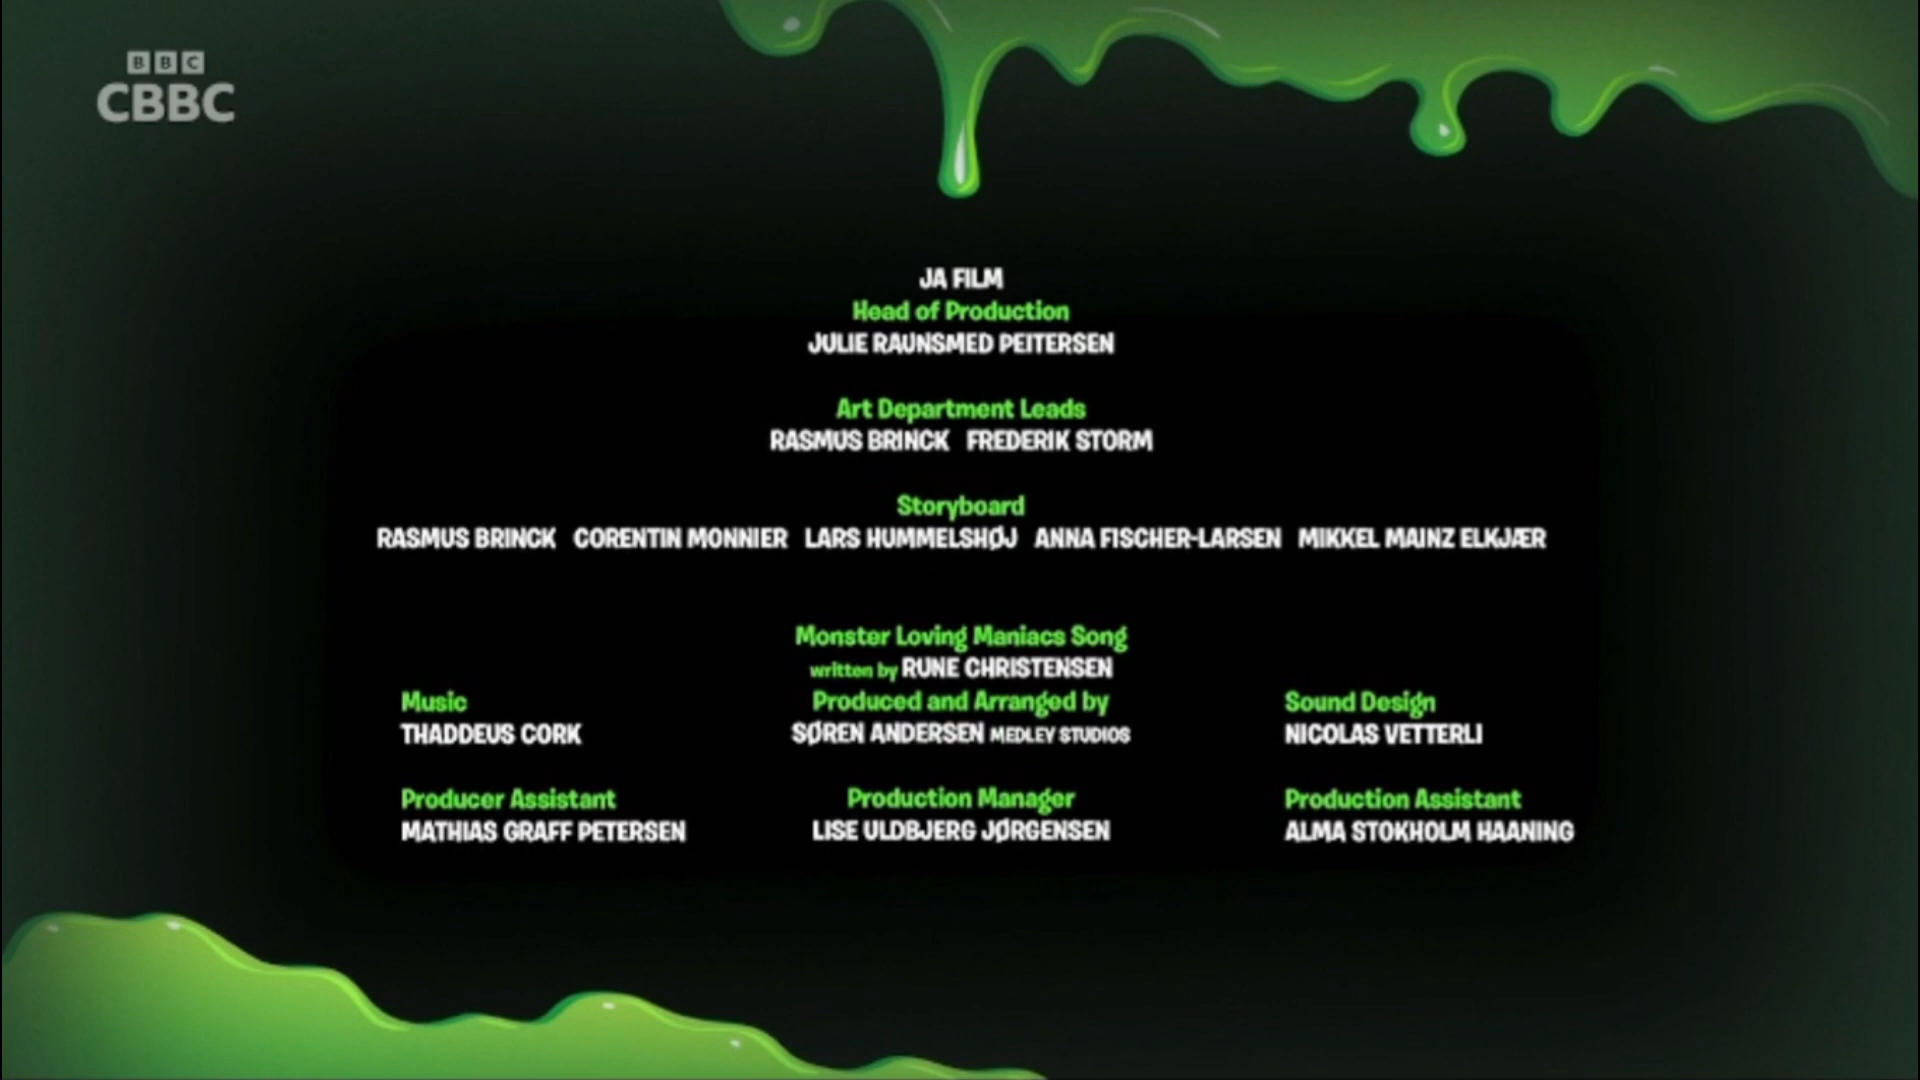 BBC
CBBC
JA FILM
Head of Production
JULIE RAUNSMED PEITERSEN
Art Department Leads
RASMUS BRINCK FREDERIK STORM
Storyboard
RASMUS BRINCK CORENTIN MONNIER LARS HUMMELSHØJ ANNA FISCHER-LARSEN MIKKEL MAINZ ELKJÆR
Monster Loving Maniacs Song
written by RUNE CHRISTENSEN
Music
THADDEUS CORK
Produced and Arranged by
SØREN ANDERSEN MEDLEY STUDIOS
Sound Design
NICOLAS VETTERLI
Producer Assistant
MATHIAS GRAFF PETERSEN
Production Manager
LISE ULDBJERG JØRGENSEN
Production Assistant
ALMA STOKHOLM HAANING